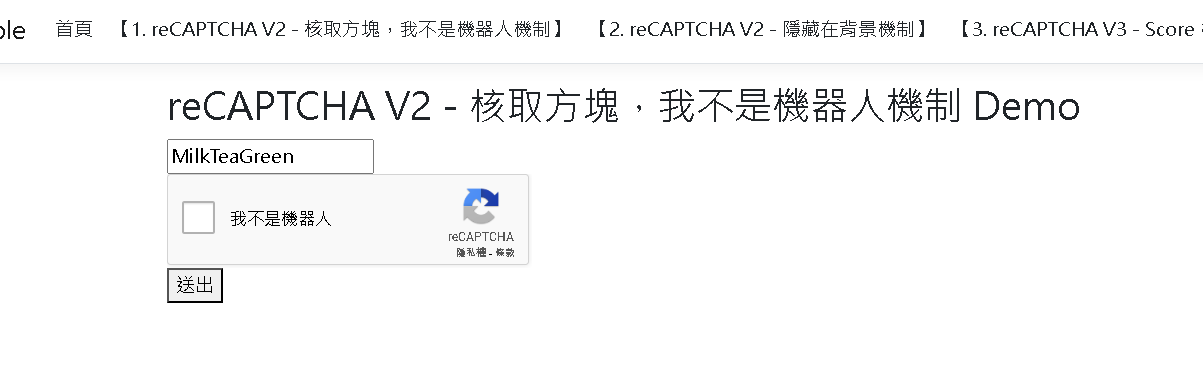 ole 首頁 【1. reCAPTCHA V2 - 核取方塊，我不是機器人機制】 【2. reCAPTCHA V2 - 隱藏在背景機制】 【3. reCAPTCHA V3 - Score
reCAPTCHA V2 - 核取方塊，我不是機器人機制 Demo
MilkTeaGreen
我不是機器人
reCAPTCHA
隱私權 - 條款
送出